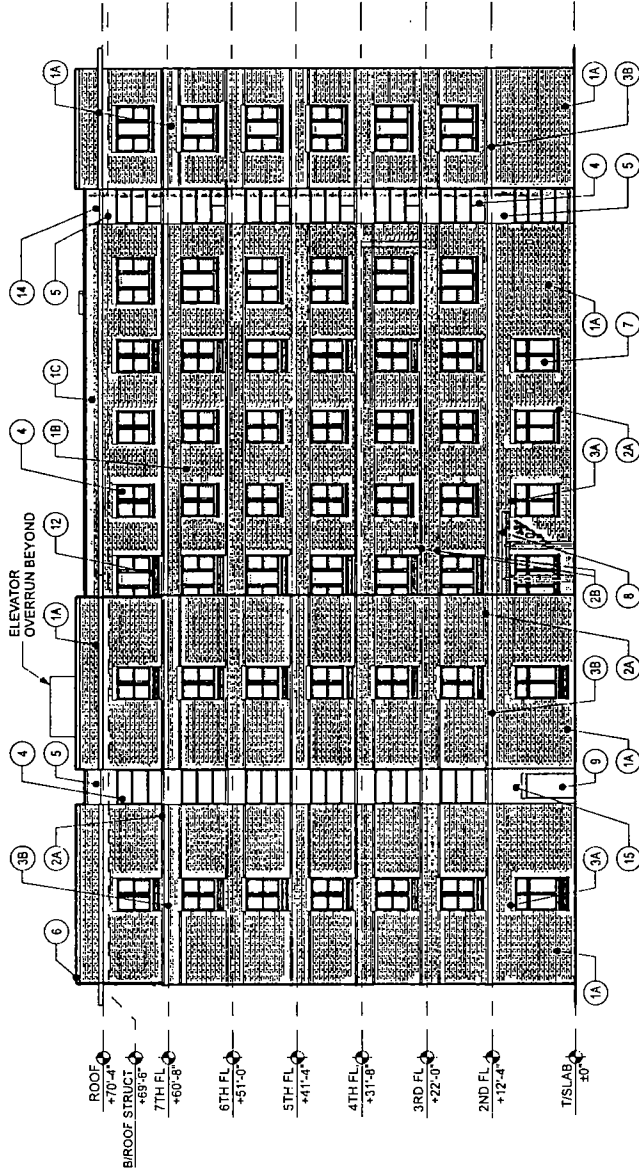 ELEVATOR
OVERRUN BEYOND
6
3B
2A
4
5
1A
12
4
1B
1C
5
14
1A
ROOF
+70'-4"
B/ROOF STRUCT
+69'-6"
7TH FL
+60'-8"
6TH FL
+51'-0"
5TH FL
+41'-4"
4TH FL
+31'-8"
3RD FL
+22'-0"
2ND FL
+12'-4"
T/SLAB
±0"
1A
3A
15
9
1A
3B
2A
8
2B
3A
2A
7
1A
5
4
3B
1A